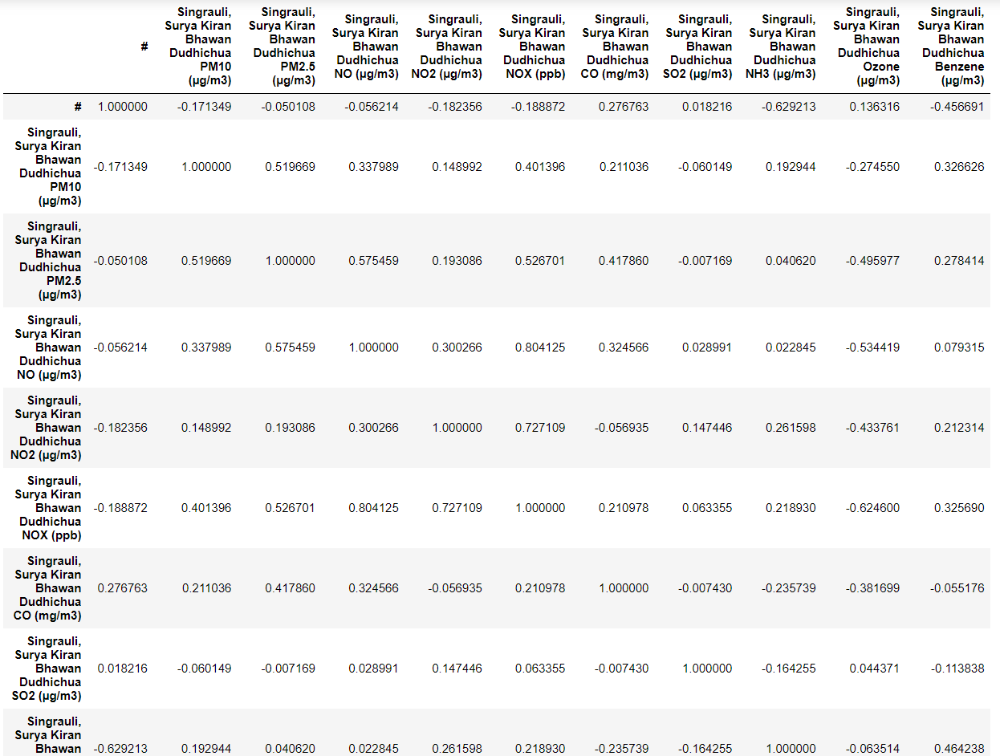 # Singrauli, Surya Kiran Bhawan Dudhichua PM10 (µg/m3) Singrauli, Surya Kiran Bhawan Dudhichua PM2.5 (µg/m3) Singrauli, Surya Kiran Bhawan Dudhichua NO (µg/m3) Singrauli, Surya Kiran Bhawan Dudhichua NO2 (µg/m3) Singrauli, Surya Kiran Bhawan Dudhichua NOX (ppb) Singrauli, Surya Kiran Bhawan Dudhichua CO (mg/m3) Singrauli, Surya Kiran Bhawan Dudhichua SO2 (µg/m3) Singrauli, Surya Kiran Bhawan Dudhichua NH3 (µg/m3) Singrauli, Surya Kiran Bhawan Dudhichua Ozone (µg/m3) Singrauli, Surya Kiran Bhawan Dudhichua Benzene (µg/m3)
# 1.000000 -0.171349 -0.050108 -0.056214 -0.182356 -0.188872 0.276763 0.018216 -0.629213 0.136316 -0.456691
Singrauli,
Surya Kiran
Bhawan
Dudhichua
PM10
(µg/m3)
-0.171349 1.000000 0.519669 0.337989 0.148992 0.401396 0.211036 -0.060149 0.192944 -0.274550 0.326626
Singrauli,
Surya Kiran
Bhawan
Dudhichua
PM2.5
(µg/m3)
-0.050108 0.519669 1.000000 0.575459 0.193086 0.526701 0.417860 -0.007169 0.040620 -0.495977 0.278414
Singrauli,
Surya Kiran
Bhawan
Dudhichua
NO (µg/m3)
-0.056214 0.337989 0.575459 1.000000 0.300266 0.804125 0.324566 0.028991 0.022845 -0.534419 0.079315
Singrauli,
Surya Kiran
Bhawan
Dudhichua
NO2 (µg/m3)
-0.182356 0.148992 0.193086 0.300266 1.000000 0.727109 -0.056935 0.147446 0.261598 -0.433761 0.212314
Singrauli,
Surya Kiran
Bhawan
Dudhichua
NOX (ppb)
-0.188872 0.401396 0.526701 0.804125 0.727109 1.000000 0.210978 0.063355 0.218930 -0.624600 0.325690
Singrauli,
Surya Kiran
Bhawan
Dudhichua
CO (mg/m3)
0.276763 0.211036 0.417860 0.324566 -0.056935 0.210978 1.000000 -0.007430 -0.235739 -0.381699 -0.055176
Singrauli,
Surya Kiran
Bhawan
Dudhichua
SO2 (µg/m3)
0.018216 -0.060149 -0.007169 0.028991 0.147446 0.063355 -0.007430 1.000000 -0.164255 0.044371 -0.113838
Singrauli,
Surya Kiran
Bhawan
-0.629213 0.192944 0.040620 0.022845 0.261598 0.218930 -0.235739 -0.164255 1.000000 -0.063514 0.464238